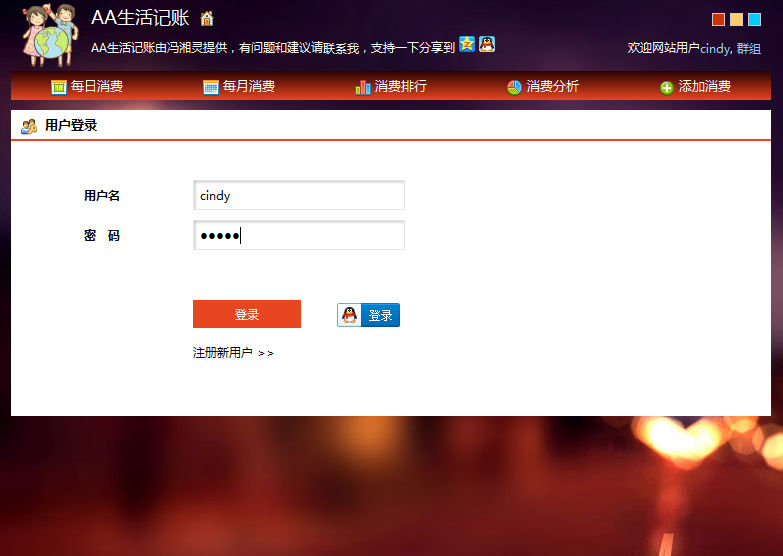 AA生活记账
AA生活记账由冯湘灵提供，有问题和建议请联系我，支持一下分享到
欢迎网站用户cindy, 群组
每日消费 每月消费 消费排行 消费分析 添加消费
用户登录
用户名 cindy
密 码 ●●●●●
登录 登录
注册新用户 >>